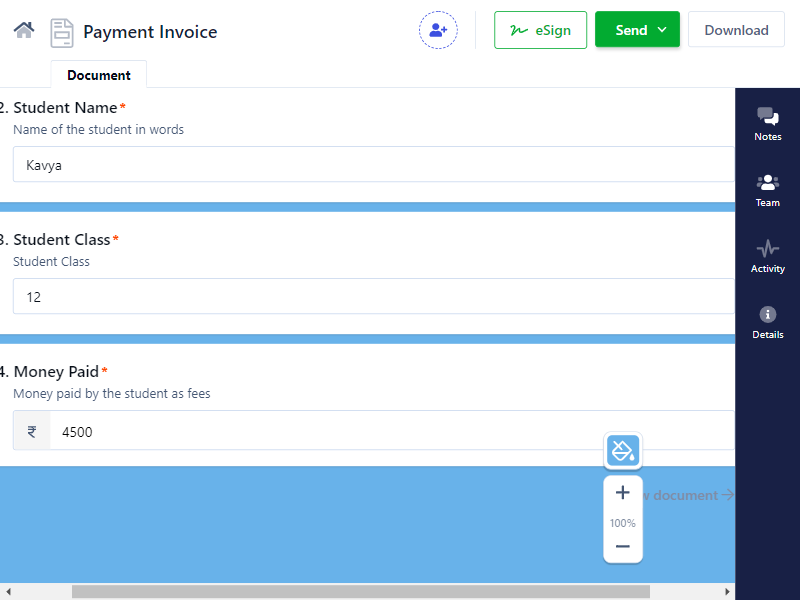 Payment Invoice
eSign
Send
Download
Document
2. Student Name*
Name of the student in words
Kavya
3. Student Class*
Student Class
12
4. Money Paid*
Money paid by the student as fees
₹ 4500
document
100%
Notes
Team
Activity
Details